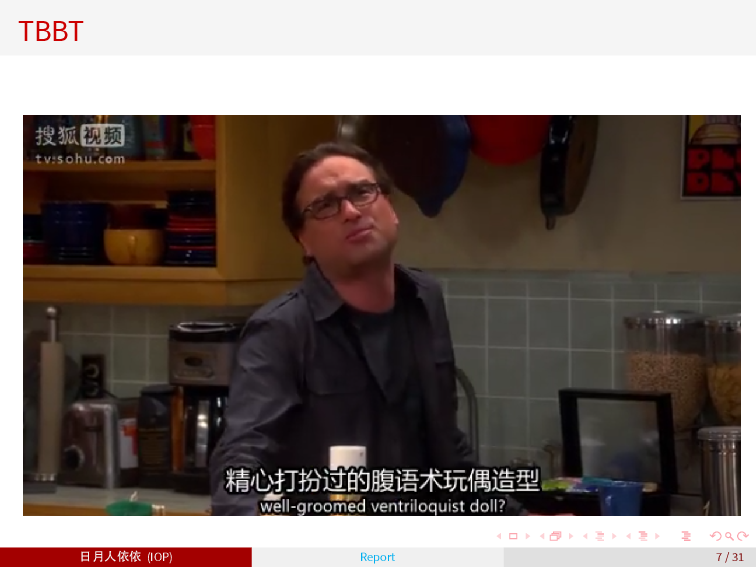 TBBT
搜狐视频
tv.sohu.com
精心打扮过的腹语术玩偶造型
well-groomed ventriloquist doll?
日月人依依 (IOP)
Report
7 / 31